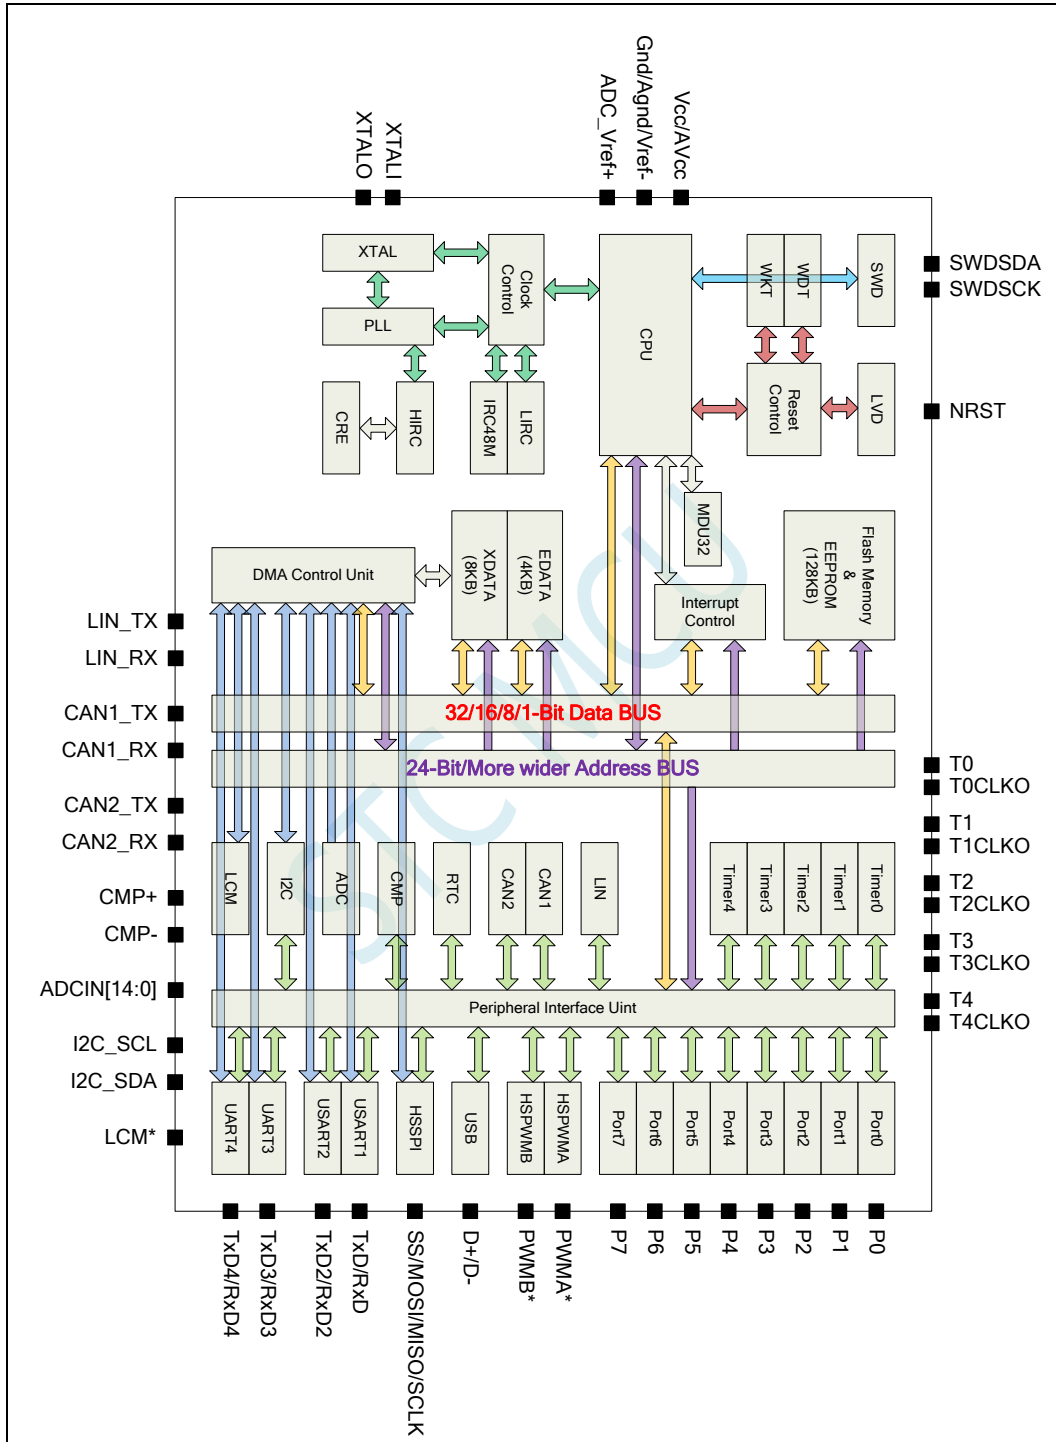 XTALO
XTALI
ADC_Vref+
Gnd/Agnd/Vref-
Vcc/AVcc
XTAL
PLL
Clock
Control
CPU
WKT
WDT
SWD
SWDSDA
SWDSCK
CRE
HIRC
IRC48M
LIRC
Reset
Control
LVD
NRST
MDU32
DMA Control Unit
XDATA
(8KB)
EDATA
(4KB)
Interrupt
Control
Flash Memory
&
EEPROM
(128KB)
STC MCU
LIN_TX
LIN_RX
CAN1_TX
CAN1_RX
CAN2_TX
CAN2_RX
CMP+
CMP-
ADCIN[14:0]
I2C_SCL
I2C_SDA
LCM*
32/16/8/1-Bit Data BUS
24-Bit/More wider Address BUS
T0
T0CLKO
T1
T1CLKO
T2
T2CLKO
T3
T3CLKO
T4
T4CLKO
LCM
I2C
ADC
CMP
RTC
CAN2
CAN1
LIN
Timer4
Timer3
Timer2
Timer1
Timer0
Peripheral Interface Uint
UART4
UART3
USART2
USART1
HSSPI
USB
HSPWMB
HSPWMA
Port7
Port6
Port5
Port4
Port3
Port2
Port1
Port0
TxD4/RxD4
TxD3/RxD3
TxD2/RxD2
TxD/RxD
SS/MOSI/MISO/SCLK
D+/D-
PWMB*
PWMA*
P7
P6
P5
P4
P3
P2
P1
P0